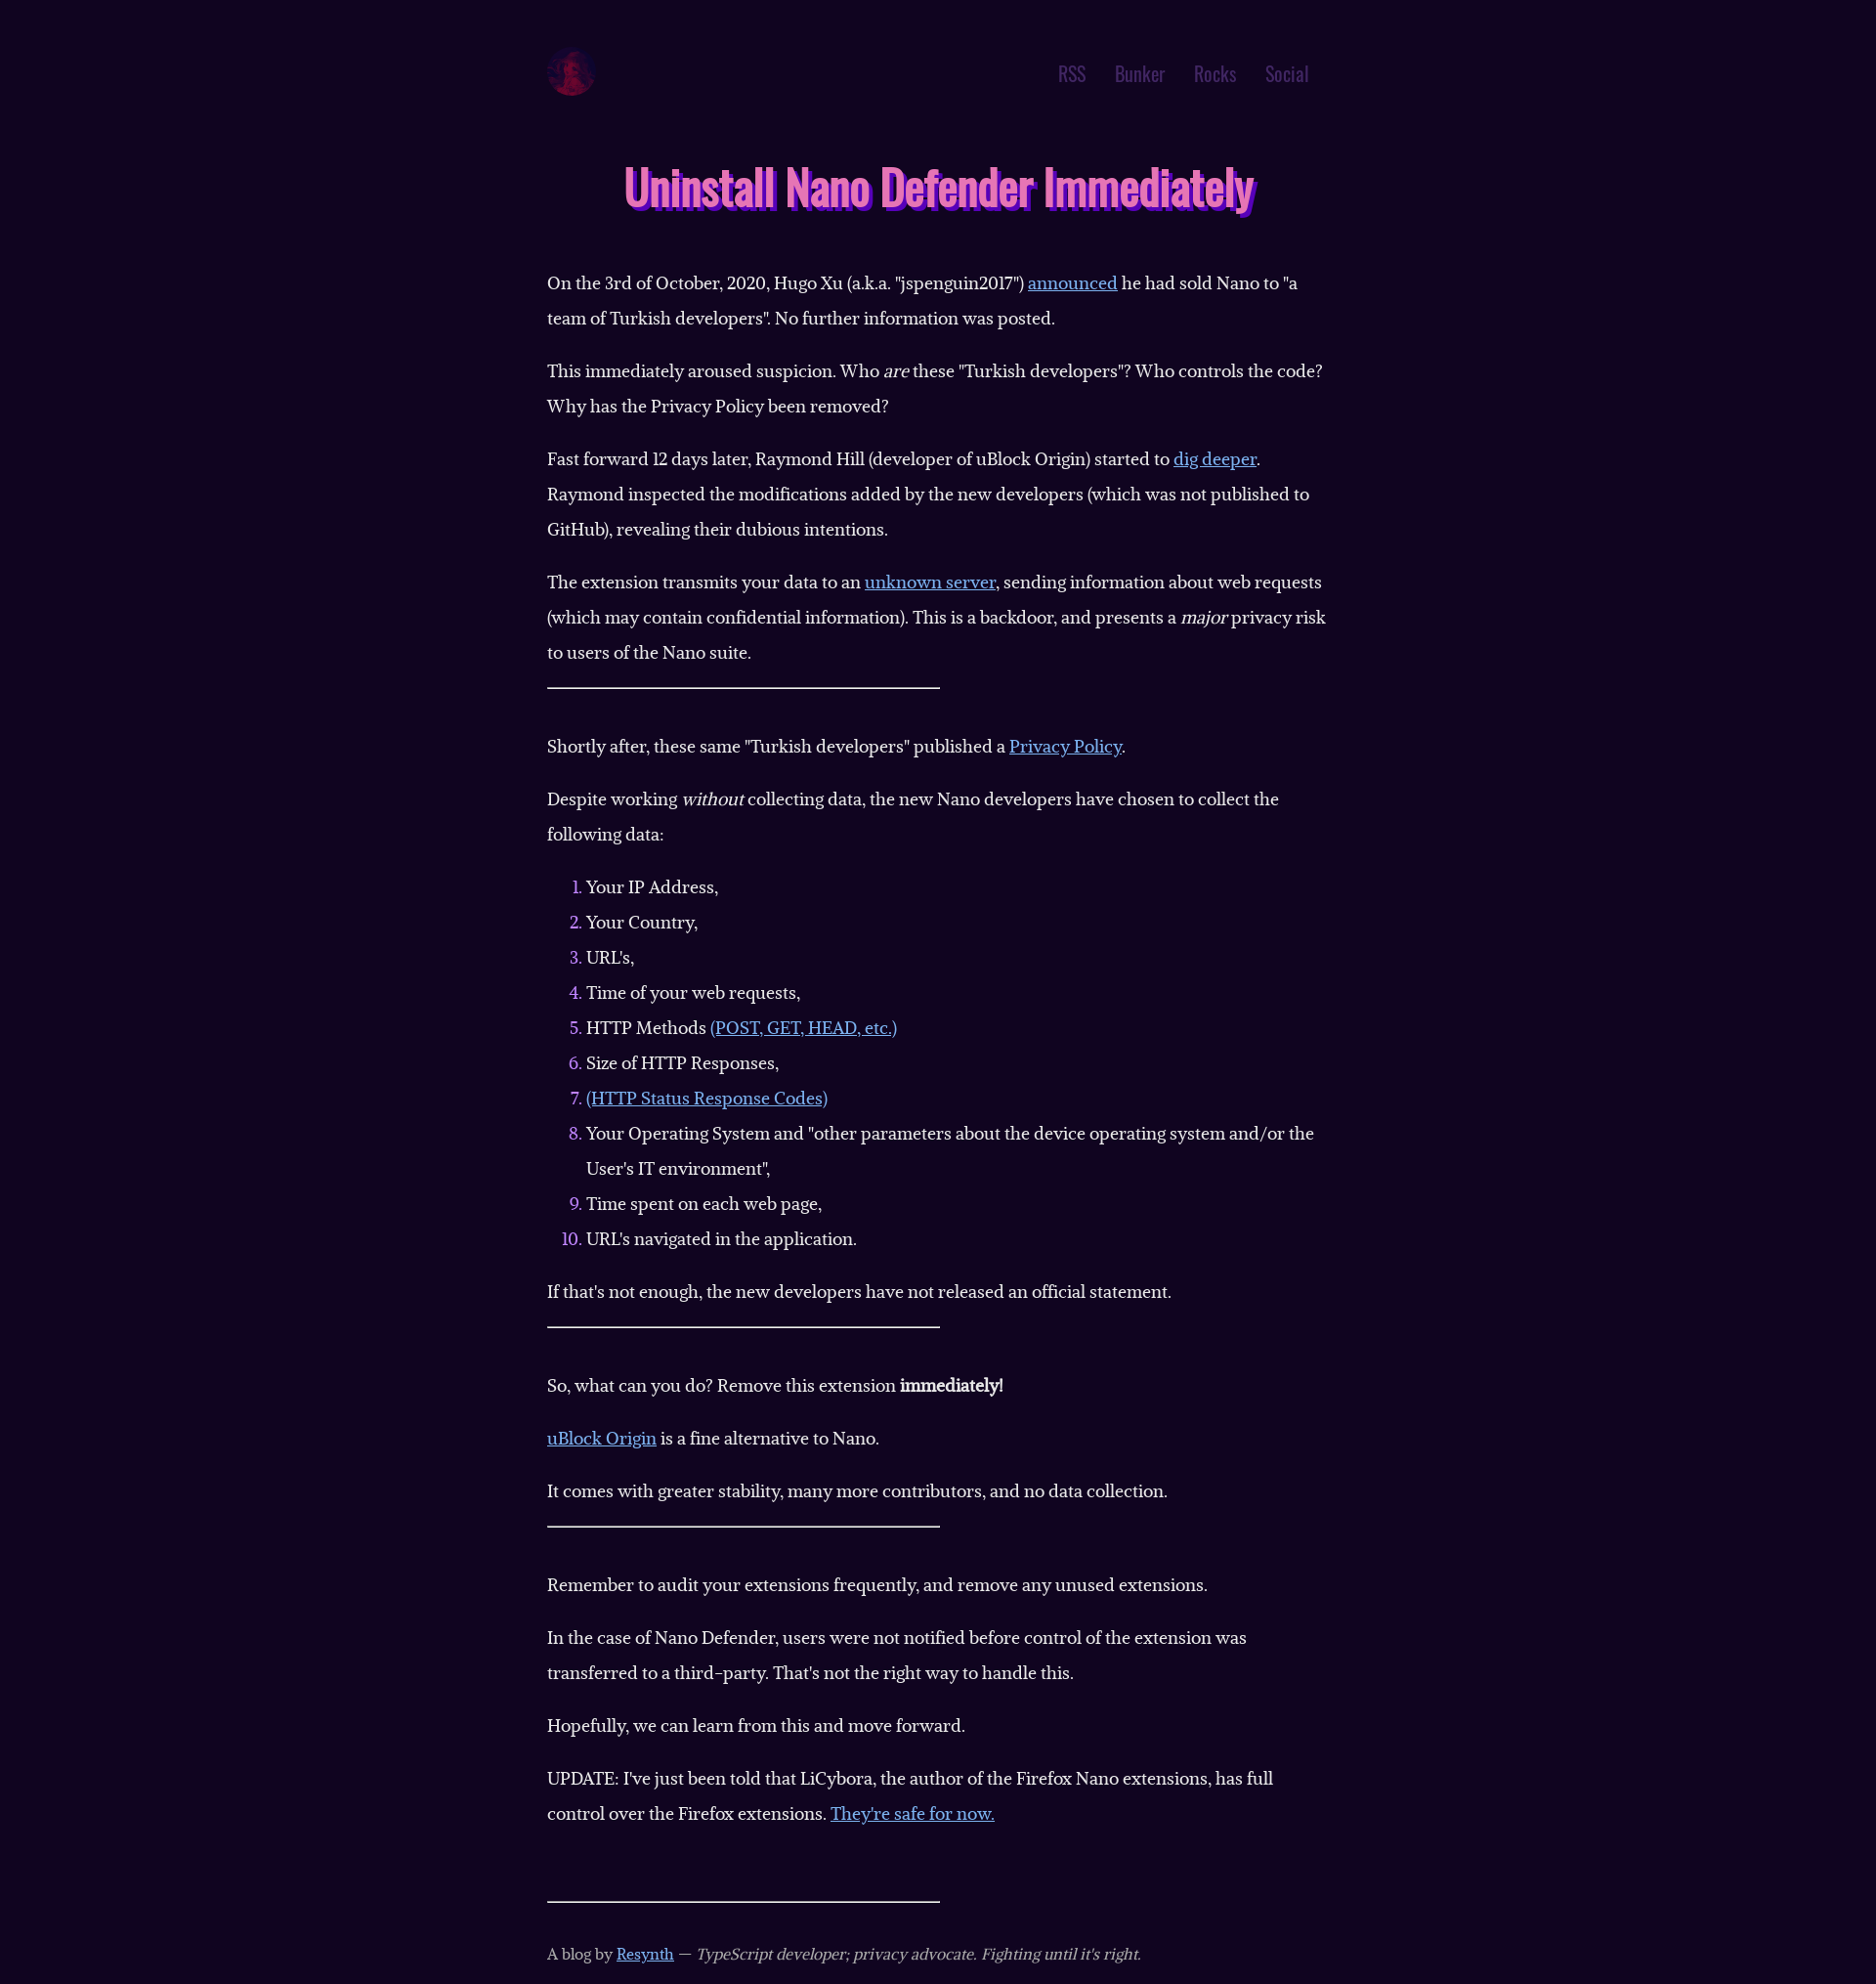 RSS Bunker Rocks Social
Uninstall Nano Defender Immediately
On the 3rd of October, 2020, Hugo Xu (a.k.a. "jspenguin2017") announced he had sold Nano to "a
team of Turkish developers". No further information was posted.
This immediately aroused suspicion. Who are these "Turkish developers"? Who controls the code?
Why has the Privacy Policy been removed?
Fast forward 12 days later, Raymond Hill (developer of uBlock Origin) started to dig deeper.
Raymond inspected the modifications added by the new developers (which was not published to
GitHub), revealing their dubious intentions.
The extension transmits your data to an unknown server, sending information about web requests
(which may contain confidential information). This is a backdoor, and presents a major privacy risk
to users of the Nano suite.
Shortly after, these same "Turkish developers" published a Privacy Policy.
Despite working without collecting data, the new Nano developers have chosen to collect the
following data:
1. Your IP Address,
2. Your Country,
3. URL's,
4. Time of your web requests,
5. HTTP Methods (POST, GET, HEAD, etc.)
6. Size of HTTP Responses,
7. (HTTP Status Response Codes)
8. Your Operating System and "other parameters about the device operating system and/or the
User's IT environment",
9. Time spent on each web page,
10. URL's navigated in the application.
If that's not enough, the new developers have not released an official statement.
So, what can you do? Remove this extension immediately!
uBlock Origin is a fine alternative to Nano.
It comes with greater stability, many more contributors, and no data collection.
Remember to audit your extensions frequently, and remove any unused extensions.
In the case of Nano Defender, users were not notified before control of the extension was
transferred to a third-party. That's not the right way to handle this.
Hopefully, we can learn from this and move forward.
UPDATE: I've just been told that LiCybora, the author of the Firefox Nano extensions, has full
control over the Firefox extensions. They're safe for now.
A blog by Resynth — TypeScript developer; privacy advocate. Fighting until it's right.